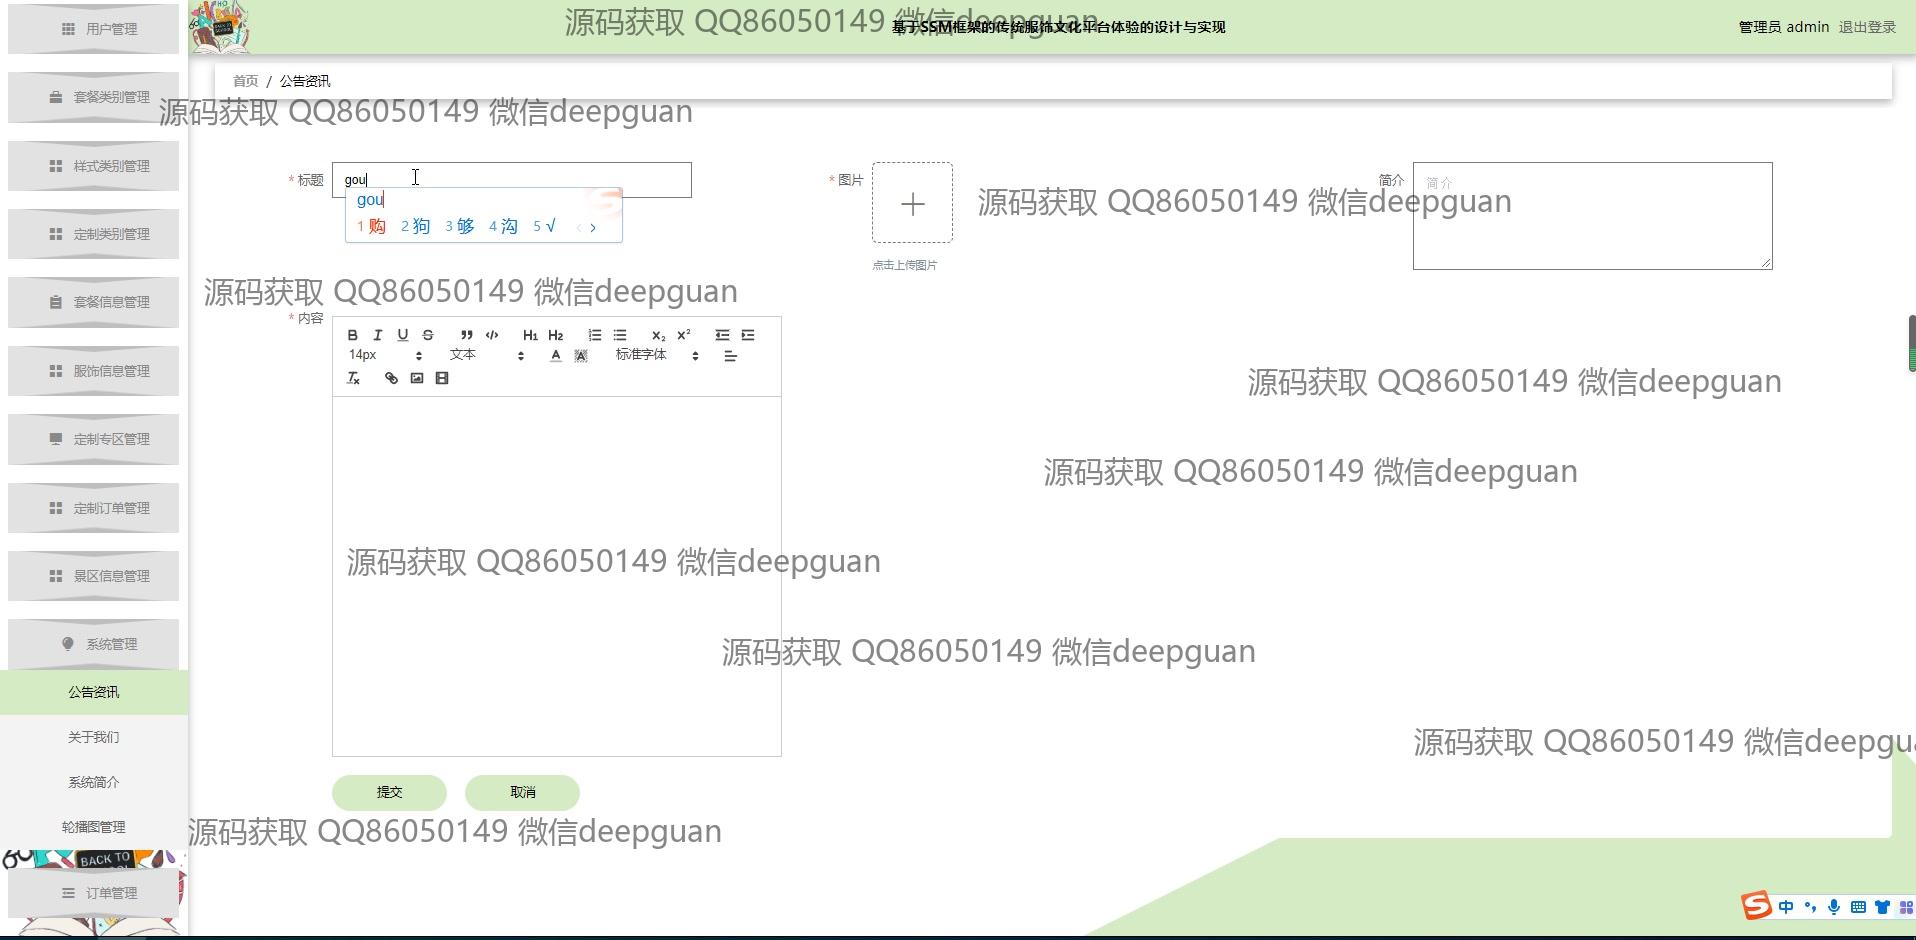 用户管理
套餐类别管理
样式类别管理
定制类别管理
套餐信息管理
服饰信息管理
定制专区管理
定制订单管理
景区信息管理
系统管理
公告资讯
关于我们
系统简介
轮播图管理
BACK TO
订单管理
源码获取 QQ86050149 微信deepguan
基于SSM框架的传统服饰文化平台体验的设计与实现
管理员 admin 退出登录
首页 / 公告资讯
源码获取 QQ86050149 微信deepguan
* 标题 gou
gou
1 购 2 狗 3 够 4 沟 5 √ ‹ ›
* 图片
点击上传图片
简介 简介
源码获取 QQ86050149 微信deepguan
源码获取 QQ86050149 微信deepguan
* 内容
B I U S ” </> H1 H2 X2 X²
14px 文本 A A 标准字体
Tx
源码获取 QQ86050149 微信deepguan
源码获取 QQ86050149 微信deepguan
源码获取 QQ86050149 微信deepguan
源码获取 QQ86050149 微信deepguan
源码获取 QQ86050149 微信deepgua
提交 取消
源码获取 QQ86050149 微信deepguan
S 中